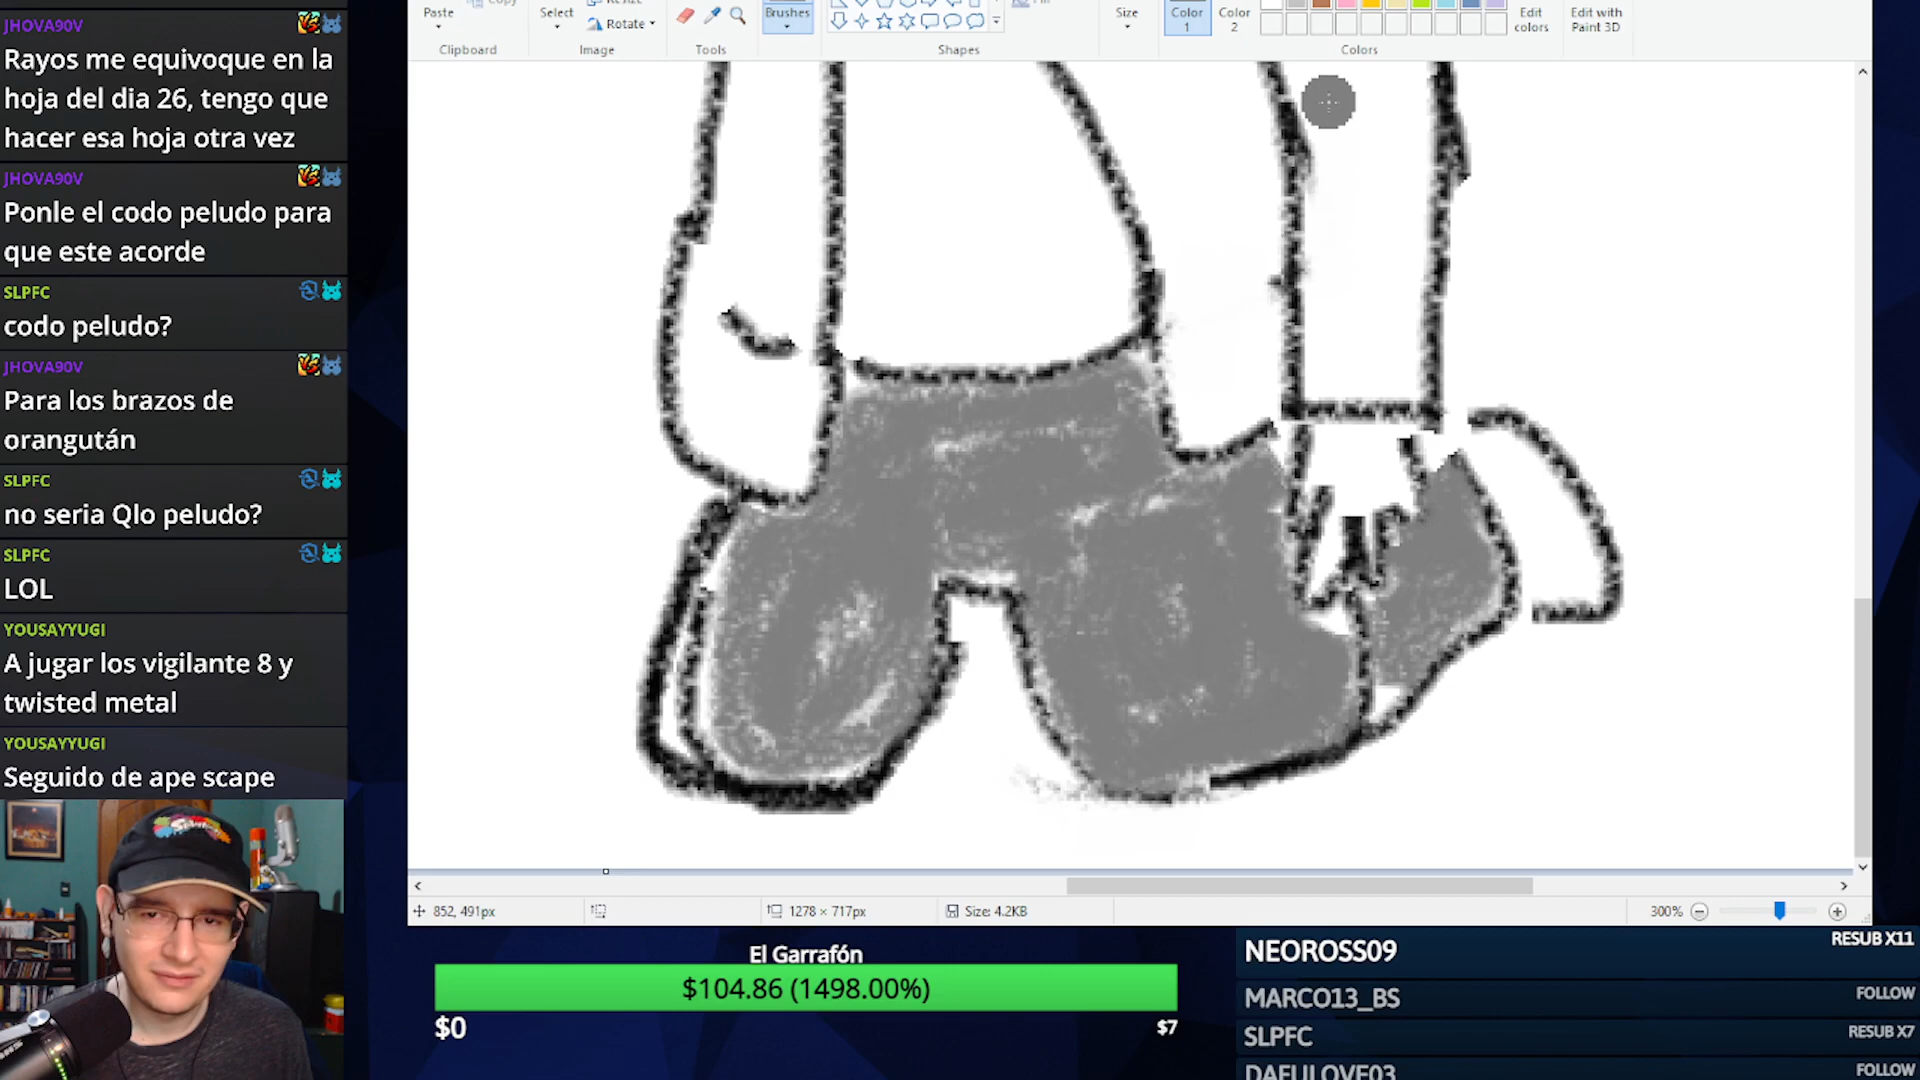 JHOVA90V
Rayos me equivoque en la
hoja del dia 26, tengo que
hacer esa hoja otra vez
JHOVA90V
Ponle el codo peludo para
que este acorde
SLPFC
codo peludo?
JHOVA90V
Para los brazos de
orangután
SLPFC
no seria Qlo peludo?
SLPFC
LOL
YOUSAYYUGI
A jugar los vigilante 8 y
twisted metal
YOUSAYYUGI
Seguido de ape scape
Paste
Copy
Clipboard
Select
Rotate
Image
Tools
Brushes
Shapes
Fill
Size
Color
1
Color
2
Colors
Edit
colors
Edit with
Paint 3D
852, 491px
1278 × 717px
Size: 4.2KB
300%
El Garrafón
$104.86 (1498.00%)
$0
$7
NEOROSS09
RESUB X11
MARCO13_BS
FOLLOW
SLPFC
RESUB X7
DAFULOVE03
FOLLOW